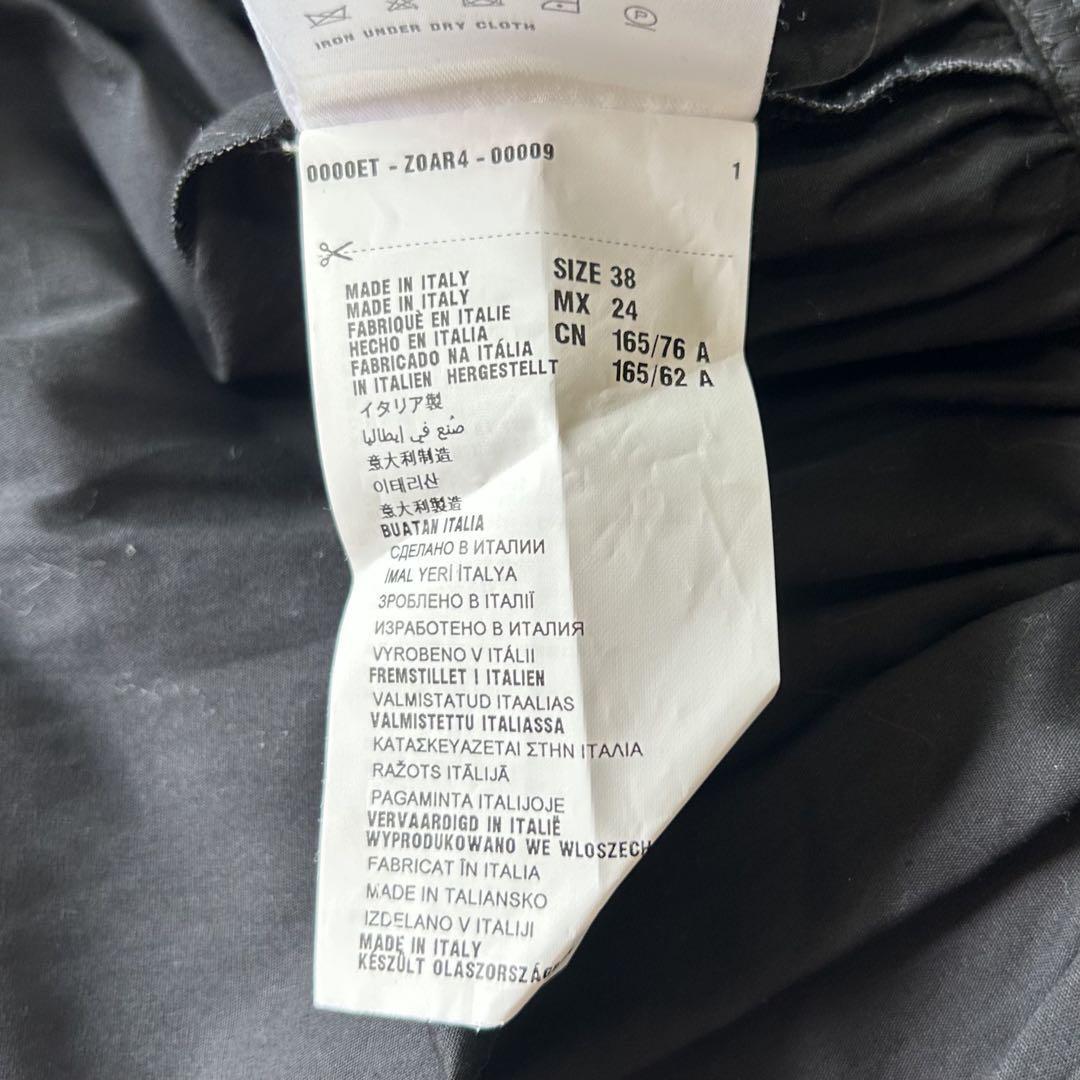 IRON UNDER DRY CLOTH
P
0000ET - Z0AR4 - 00009 1
MADE IN ITALY
MADE IN ITALY
FABRIQUÈ EN ITALIE
HECHO EN ITALIA
FABRICADO NA ITÁLIA
IN ITALIEN HERGESTELLT
SIZE 38
MX 24
CN 165/76 A
165/62 A
イタリア製
صُنع في إيطاليا
意大利制造
이태리산
意大利製造
BUATAN ITALIA
СДЕЛАНО В ИТАЛИИ
İMAL YERİ İTALYA
ЗРОБЛЕНО В ІТАЛІЇ
ИЗРАБОТЕНО В ИТАЛИЯ
VYROBENO V ITÁLII
FREMSTILLET I ITALIEN
VALMISTATUD ITAALIAS
VALMISTETTU ITALIASSA
ΚΑΤΑΣΚΕΥΑΖΕΤΑΙ ΣΤΗΝ ΙΤΑΛΙΑ
RAŽOTS ITĀLIJĀ
PAGAMINTA ITALIJOJE
VERVAARDIGD IN ITALIË
WYPRODUKOWANO WE WLOSZECH
FABRICAT ÎN ITALIA
MADE IN TALIANSKO
IZDELANO V ITALIJI
MADE IN ITALY
KÉSZÜLT